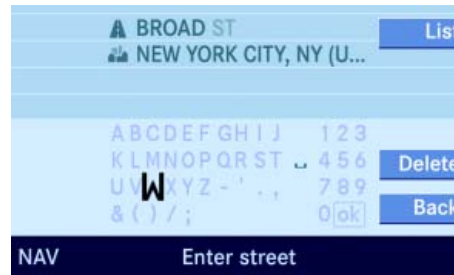 BROAD ST
List
NEW YORK CITY, NY (U...
ABCDEFGHIJ 123
KLMNOPQRST ␣ 456
Delete
UVWXYZ-'., 789
&()/; 0 ok
Back
NAV Enter street